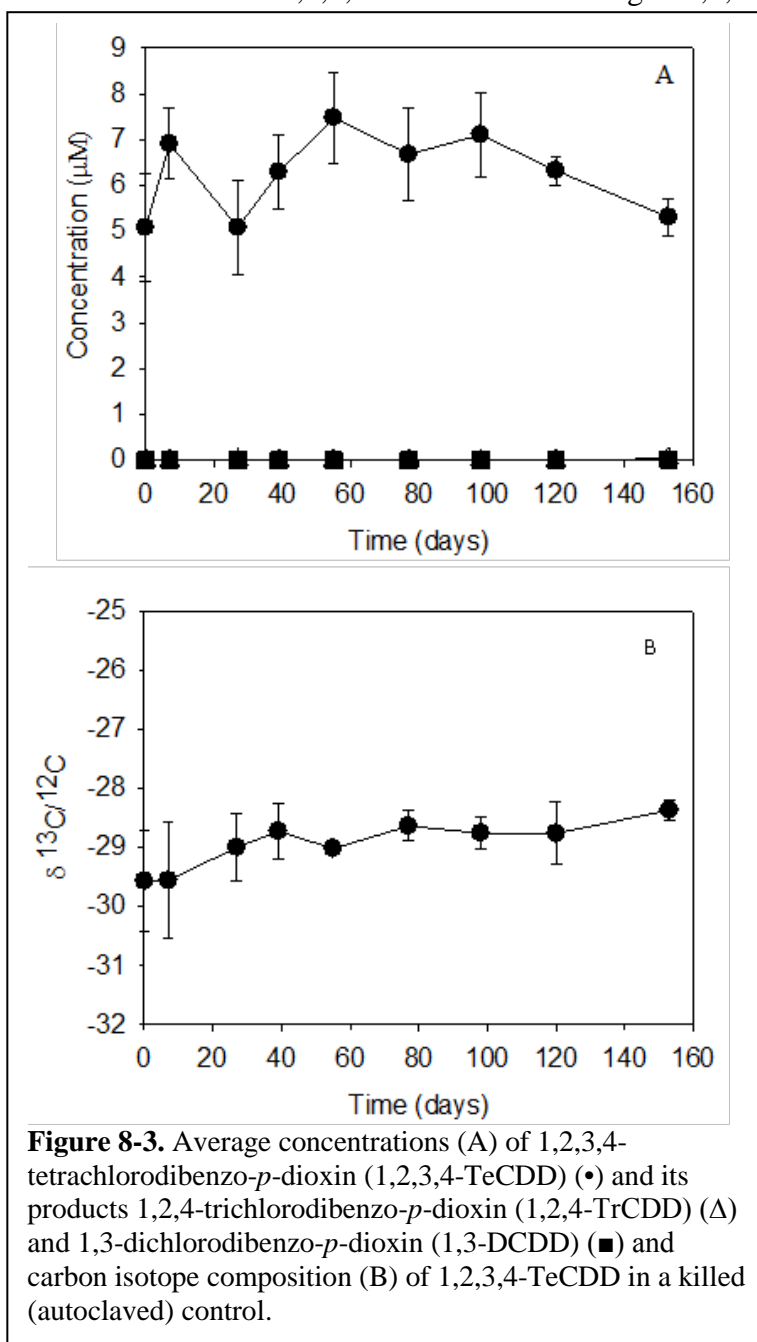 9
8
7
6
5
4
3
2
1
0
A
Concentration (µM)
0 20 40 60 80 100 120 140 160
Time (days)
-25
-26
-27
-28
-29
-30
-31
-32
B
δ 13C/12C
0 20 40 60 80 100 120 140 160
Time (days)
Figure 8-3. Average concentrations (A) of 1,2,3,4-
tetrachlorodibenzo-p-dioxin (1,2,3,4-TeCDD) (•) and its
products 1,2,4-trichlorodibenzo-p-dioxin (1,2,4-TrCDD) (Δ)
and 1,3-dichlorodibenzo-p-dioxin (1,3-DCDD) (■) and
carbon isotope composition (B) of 1,2,3,4-TeCDD in a killed
(autoclaved) control.